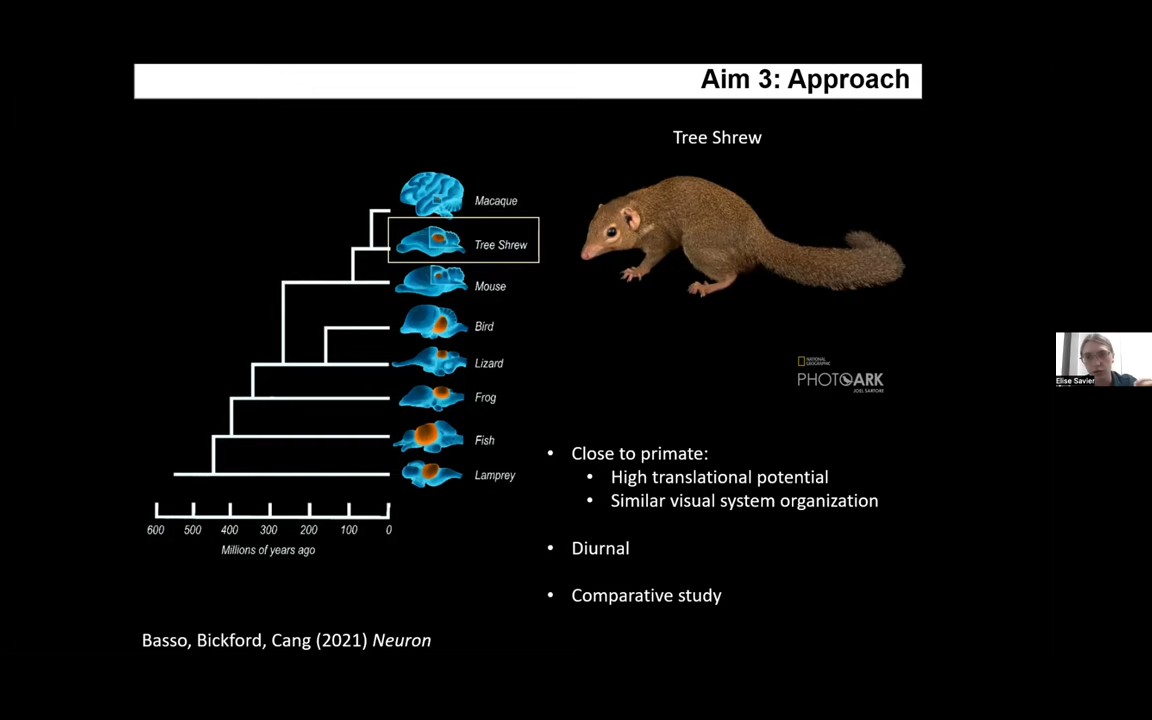 Aim 3: Approach
Tree Shrew
Macaque
Tree Shrew
Mouse
Bird
Lizard
Frog
Fish
Lamprey
600 500 400 300 200 100 0
Millions of years ago
NATIONAL
GEOGRAPHIC
PHOTOARK
JOEL SARTORE
• Close to primate:
• High translational potential
• Similar visual system organization
• Diurnal
• Comparative study
Basso, Bickford, Cang (2021) Neuron
Elise Savier